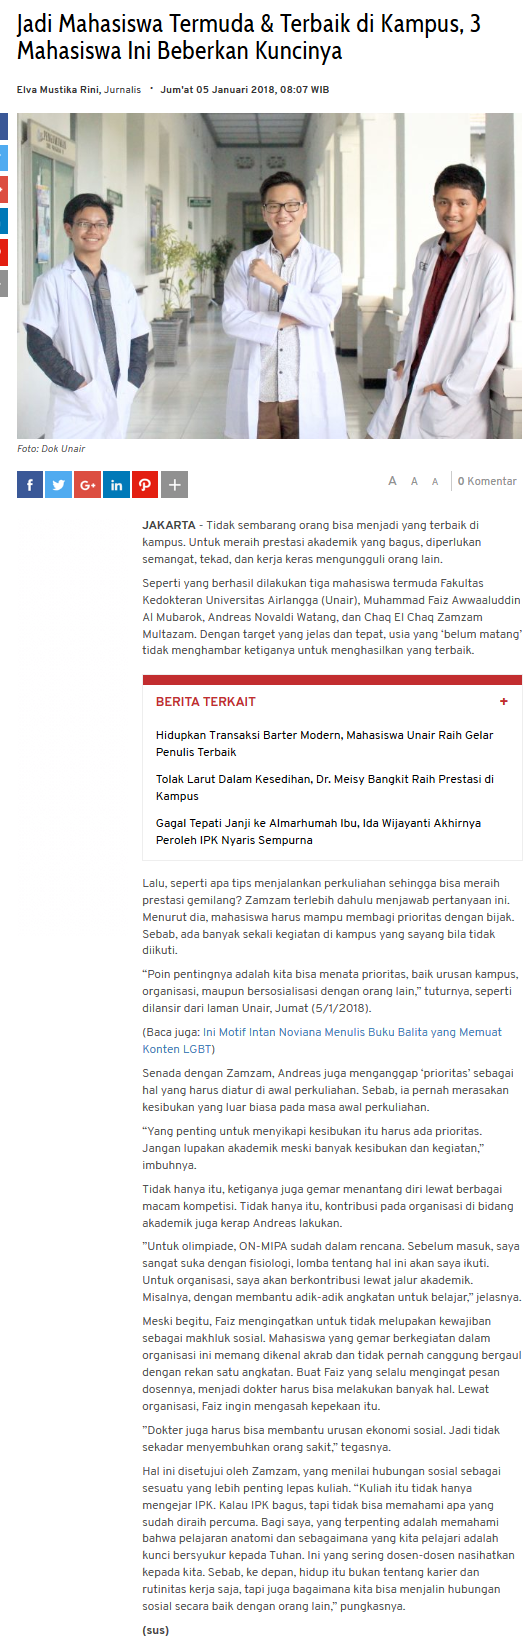 Jadi Mahasiswa Termuda & Terbaik di Kampus, 3
Mahasiswa Ini Beberkan Kuncinya
Elva Mustika Rini, Jurnalis · Jum'at 05 Januari 2018, 08:07 WIB
Foto: Dok Unair
A A A 0 Komentar
JAKARTA - Tidak sembarang orang bisa menjadi yang terbaik di
kampus. Untuk meraih prestasi akademik yang bagus, diperlukan
semangat, tekad, dan kerja keras mengungguli orang lain.
Seperti yang berhasil dilakukan tiga mahasiswa termuda Fakultas
Kedokteran Universitas Airlangga (Unair), Muhammad Faiz Awwaaluddin
Al Mubarok, Andreas Novaldi Watang, dan Chaq El Chaq Zamzam
Multazam. Dengan target yang jelas dan tepat, usia yang ‘belum matang’
tidak menghambar ketiganya untuk menghasilkan yang terbaik.
BERITA TERKAIT +
Hidupkan Transaksi Barter Modern, Mahasiswa Unair Raih Gelar
Penulis Terbaik
Tolak Larut Dalam Kesedihan, Dr. Meisy Bangkit Raih Prestasi di
Kampus
Gagal Tepati Janji ke Almarhumah Ibu, Ida Wijayanti Akhirnya
Peroleh IPK Nyaris Sempurna
Lalu, seperti apa tips menjalankan perkuliahan sehingga bisa meraih
prestasi gemilang? Zamzam terlebih dahulu menjawab pertanyaan ini.
Menurut dia, mahasiswa harus mampu membagi prioritas dengan bijak.
Sebab, ada banyak sekali kegiatan di kampus yang sayang bila tidak
diikuti.
“Poin pentingnya adalah kita bisa menata prioritas, baik urusan kampus,
organisasi, maupun bersosialisasi dengan orang lain,” tuturnya, seperti
dilansir dari laman Unair, Jumat (5/1/2018).
(Baca juga: Ini Motif Intan Noviana Menulis Buku Balita yang Memuat
Konten LGBT)
Senada dengan Zamzam, Andreas juga menganggap ‘prioritas’ sebagai
hal yang harus diatur di awal perkuliahan. Sebab, ia pernah merasakan
kesibukan yang luar biasa pada masa awal perkuliahan.
“Yang penting untuk menyikapi kesibukan itu harus ada prioritas.
Jangan lupakan akademik meski banyak kesibukan dan kegiatan,”
imbuhnya.
Tidak hanya itu, ketiganya juga gemar menantang diri lewat berbagai
macam kompetisi. Tidak hanya itu, kontribusi pada organisasi di bidang
akademik juga kerap Andreas lakukan.
”Untuk olimpiade, ON-MIPA sudah dalam rencana. Sebelum masuk, saya
sangat suka dengan fisiologi, lomba tentang hal ini akan saya ikuti.
Untuk organisasi, saya akan berkontribusi lewat jalur akademik.
Misalnya, dengan membantu adik-adik angkatan untuk belajar,” jelasnya.
Meski begitu, Faiz mengingatkan untuk tidak melupakan kewajiban
sebagai makhluk sosial. Mahasiswa yang gemar berkegiatan dalam
organisasi ini memang dikenal akrab dan tidak pernah canggung bergaul
dengan rekan satu angkatan. Buat Faiz yang selalu mengingat pesan
dosennya, menjadi dokter harus bisa melakukan banyak hal. Lewat
organisasi, Faiz ingin mengasah kepekaan itu.
”Dokter juga harus bisa membantu urusan ekonomi sosial. Jadi tidak
sekadar menyembuhkan orang sakit,” tegasnya.
Hal ini disetujui oleh Zamzam, yang menilai hubungan sosial sebagai
sesuatu yang lebih penting lepas kuliah. “Kuliah itu tidak hanya
mengejar IPK. Kalau IPK bagus, tapi tidak bisa memahami apa yang
sudah diraih percuma. Bagi saya, yang terpenting adalah memahami
bahwa pelajaran anatomi dan sebagaimana yang kita pelajari adalah
kunci bersyukur kepada Tuhan. Ini yang sering dosen-dosen nasihatkan
kepada kita. Sebab, ke depan, hidup itu bukan tentang karier dan
rutinitas kerja saja, tapi juga bagaimana kita bisa menjalin hubungan
sosial secara baik dengan orang lain,” pungkasnya.
(sus)